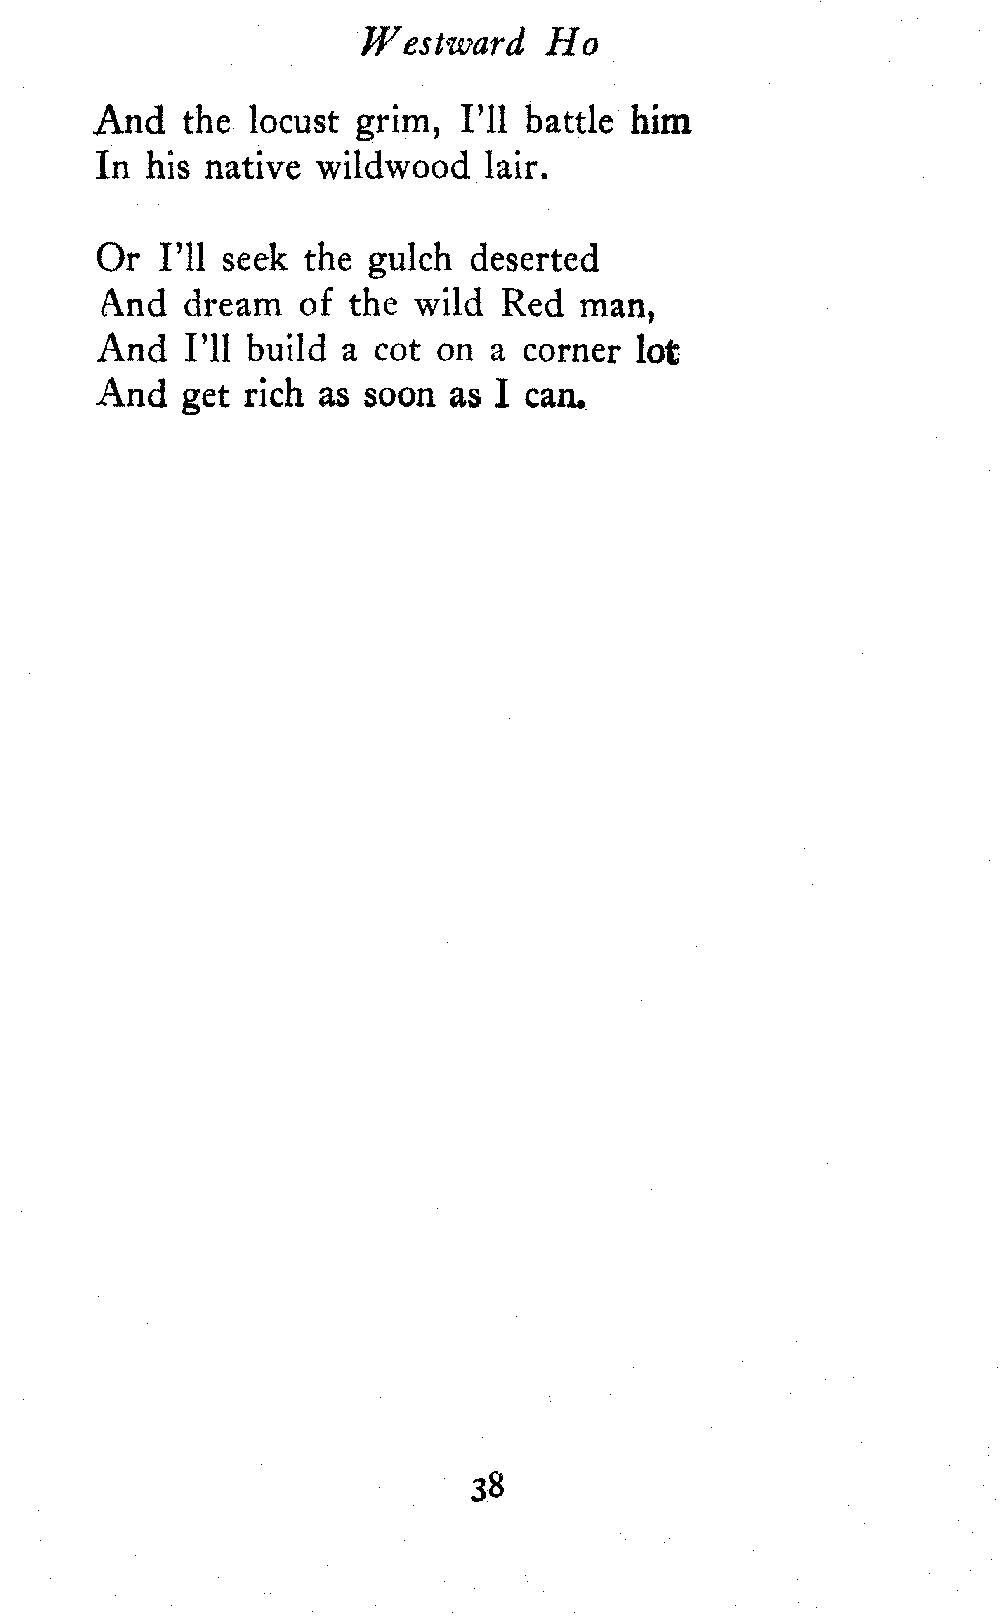 Westward Ho
And the locust grim, I'll battle him
In his native wildwood lair.
Or I'll seek the gulch deserted
And dream of the wild Red man,
And I'll build a cot on a corner lot
And get rich as soon as I can.
38